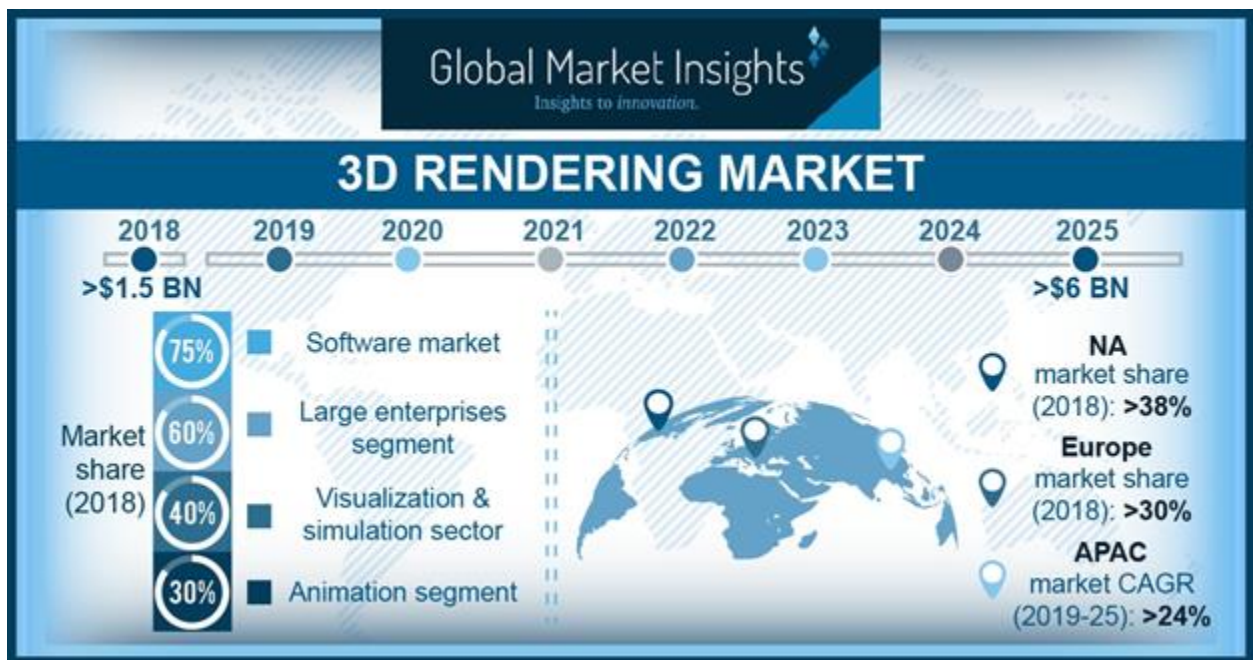 Global Market Insights
Insights to innovation.
3D RENDERING MARKET
2018 2019 2020 2021 2022 2023 2024 2025
>$1.5 BN >$6 BN
Market
share
(2018)
75% Software market
60% Large enterprises
segment
40% Visualization &
simulation sector
30% Animation segment
NA
market share
(2018): >38%
Europe
market share
(2018): >30%
APAC
market CAGR
(2019-25): >24%